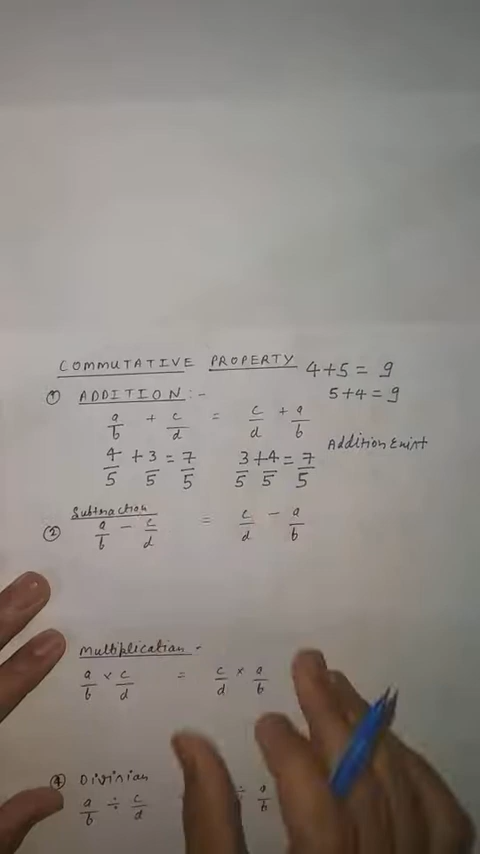 COMMUTATIVE PROPERTY 4+5 = 9
5+4 = 9
① ADDITION :-
a/b + c/d = c/d + a/b
Addition Exist
4/5 + 3/5 = 7/5 3/5 + 4/5 = 7/5
Subtraction
② a/b - c/d = c/d - a/b
Multiplication -
a/b × c/d = c/d × a/b
④ Division
a/b ÷ c/d ÷ a/b